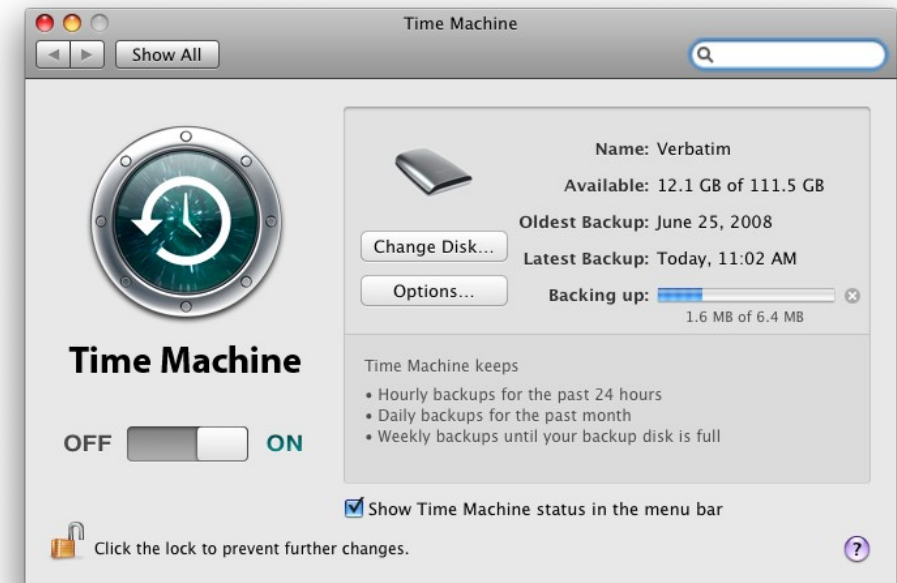 Time Machine
Show All
Name: Verbatim
Available: 12.1 GB of 111.5 GB
Oldest Backup: June 25, 2008
Change Disk...
Latest Backup: Today, 11:02 AM
Options...
Backing up:
1.6 MB of 6.4 MB
Time Machine
Time Machine keeps
• Hourly backups for the past 24 hours
• Daily backups for the past month
• Weekly backups until your backup disk is full
OFF ON
Show Time Machine status in the menu bar
Click the lock to prevent further changes.
?